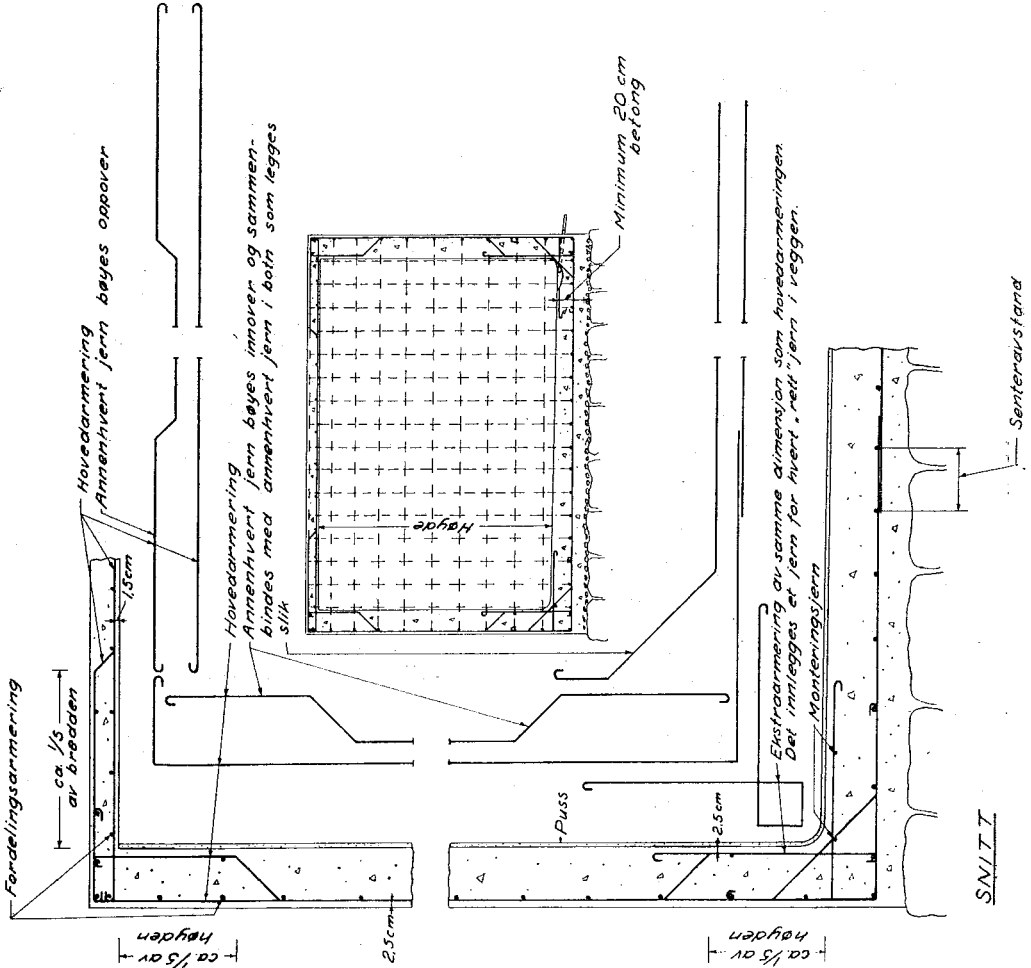 Fordelingsarmering
ca. 1/5
av bredden
Hovedarmering
Annenhvert jern bøyes oppover
1,5cm
ca. 1/5 av
høyden
Hovedarmering
Annenhvert jern bøyes innover og sammen-
bindes med annenhvert jern i botn som legges
slik
Høyde
Minimum 20 cm
betong
2,5cm
Puss
2,5cm
Ekstraarmering av samme dimensjon som hovedarmeringen.
Det innlegges et jern for hvert „rett" jern i veggen.
Monteringsjern
ca. 1/5 av
høyden
Senteravstand
SNITT